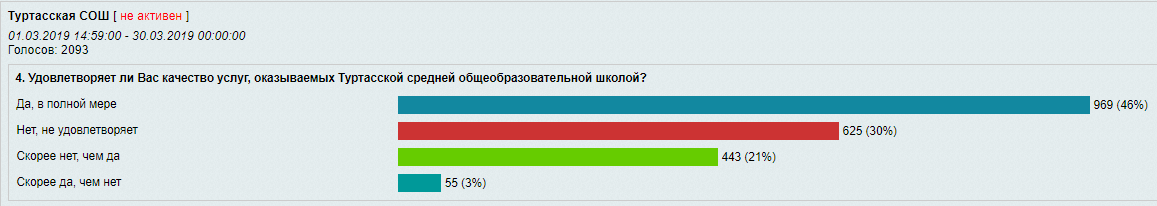 Туртасская СОШ [ не активен ]
01.03.2019 14:59:00 - 30.03.2019 00:00:00
Голосов: 2093
4. Удовлетворяет ли Вас качество услуг, оказываемых Туртасской средней общеобразовательной школой?
Да, в полной мере 969 (46%)
Нет, не удовлетворяет 625 (30%)
Скорее нет, чем да 443 (21%)
Скорее да, чем нет 55 (3%)